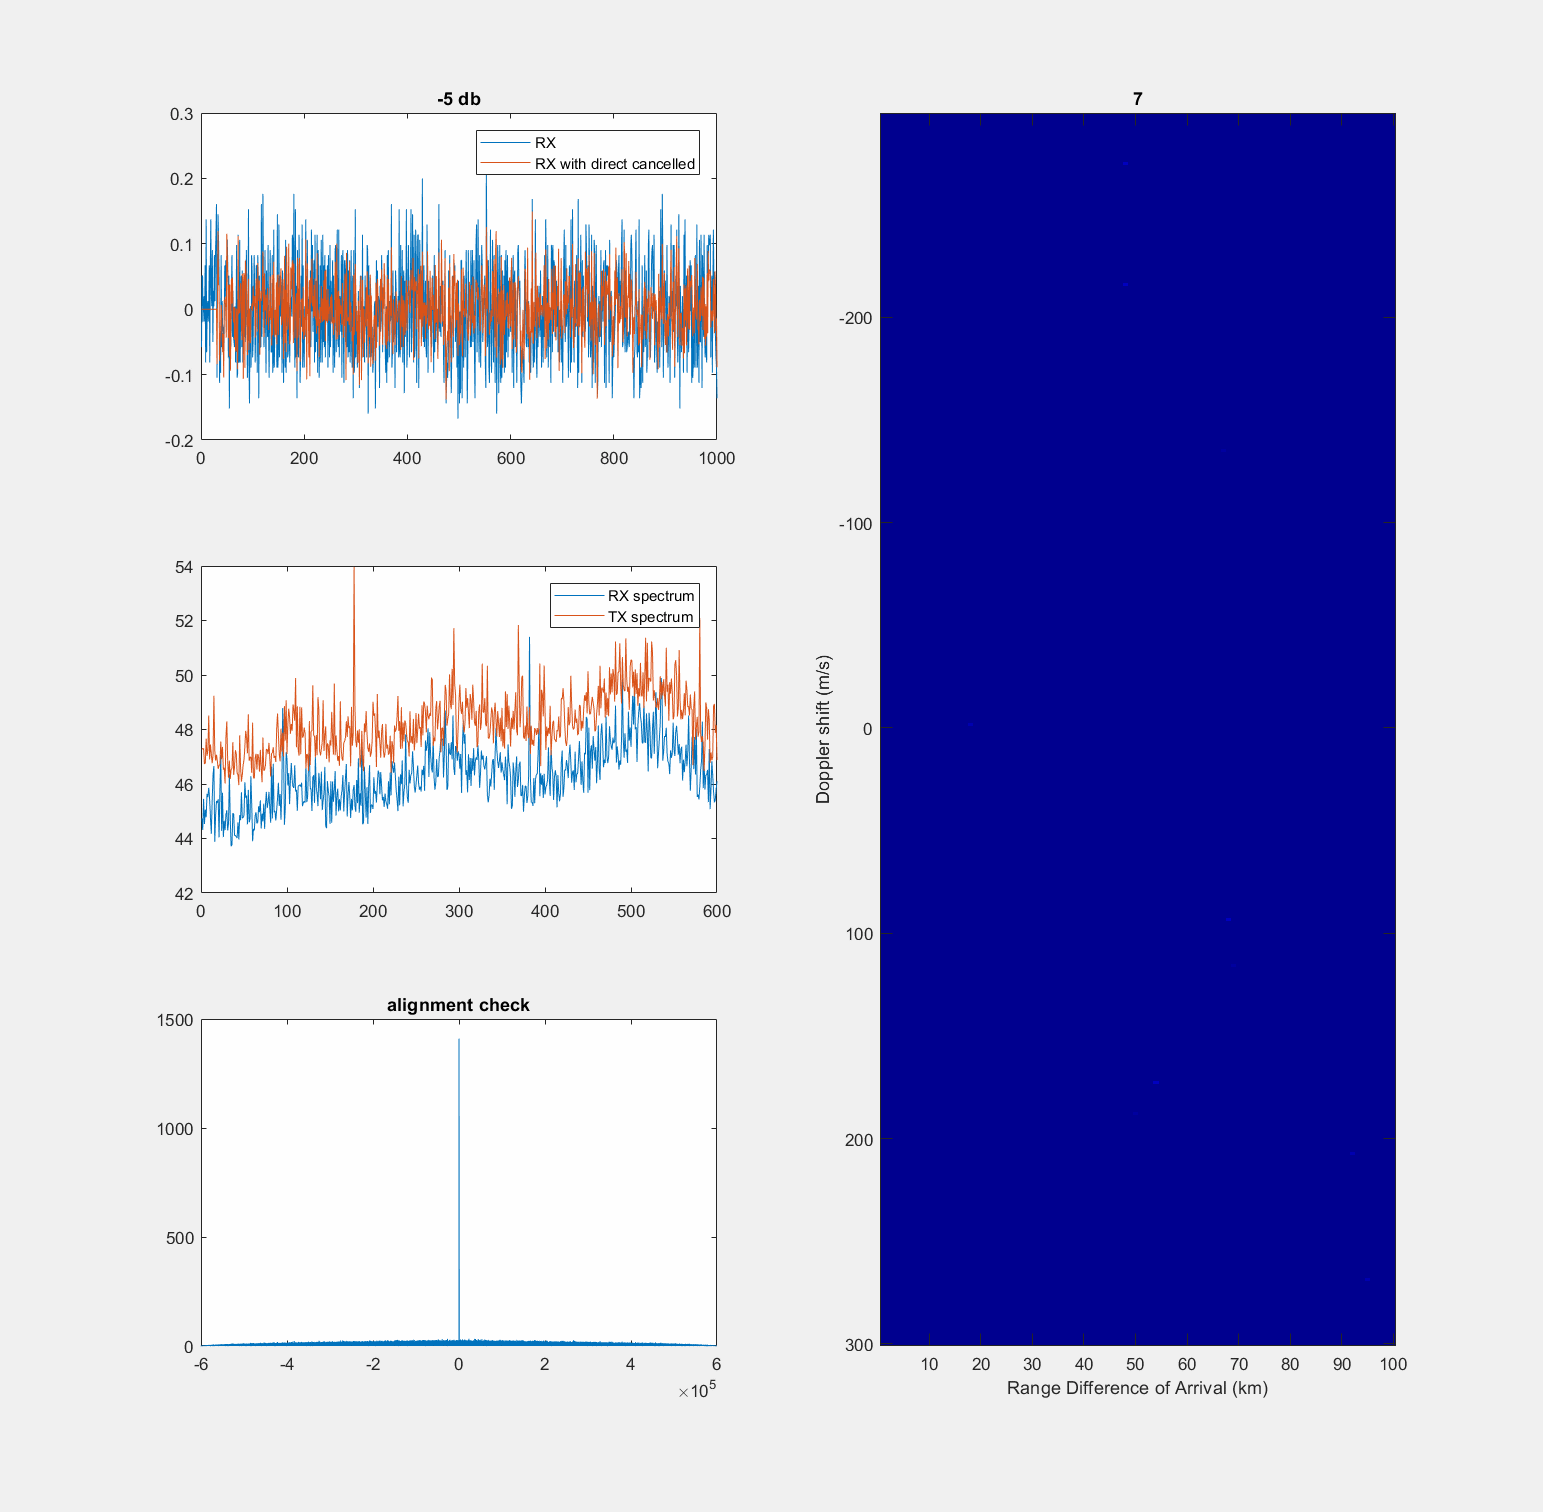 -5 db
0.3
0.2
0.1
0
-0.1
-0.2
0 200 400 600 800 1000
RX
RX with direct cancelled
54
52
50
48
46
44
42
0 100 200 300 400 500 600
RX spectrum
TX spectrum
alignment check
1500
1000
500
0
-6 -4 -2 0 2 4 6
×10⁵
7
-200
-100
0
100
200
300
Doppler shift (m/s)
10 20 30 40 50 60 70 80 90 100
Range Difference of Arrival (km)